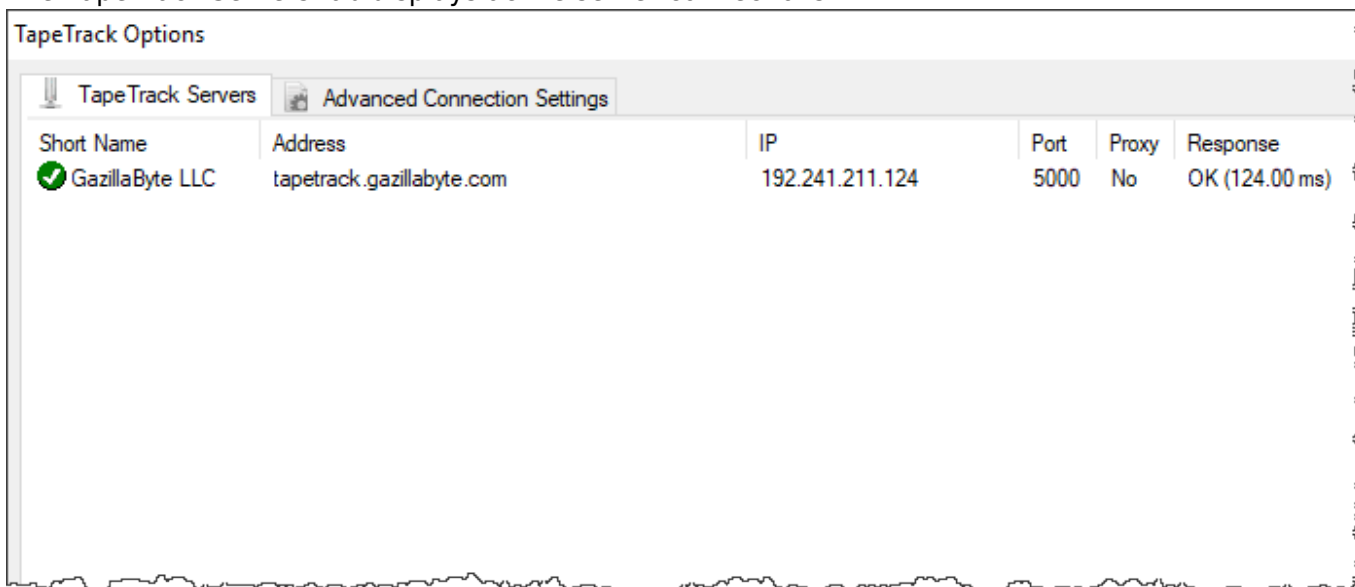 TapeTrack Options
TapeTrack Servers Advanced Connection Settings
Short Name Address IP Port Proxy Response
GazillaByte LLC tapetrack.gazillabyte.com 192.241.211.124 5000 No OK (124.00 ms)